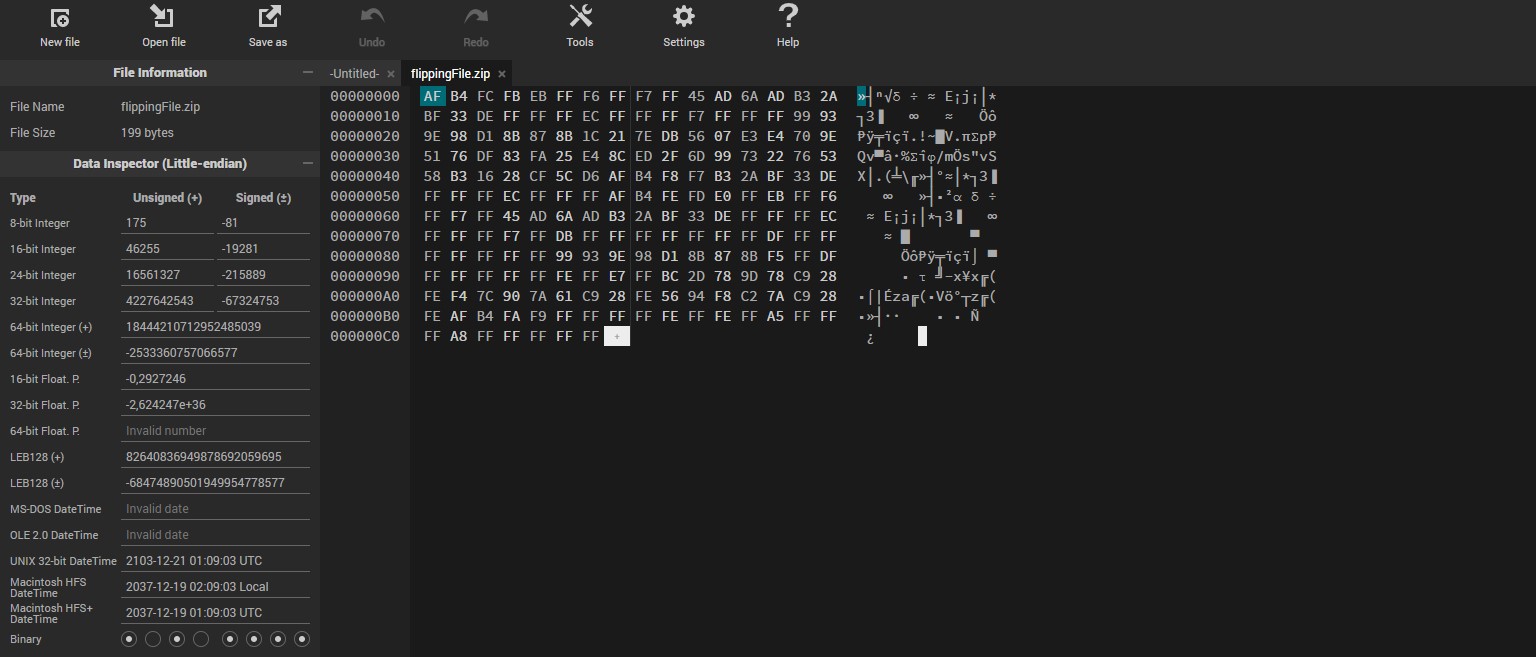 New file Open file Save as Undo Redo Tools Settings Help
File Information
File Name flippingFile.zip
File Size 199 bytes
Data Inspector (Little-endian)
Type Unsigned (+) Signed (±)
8-bit Integer 175 -81
16-bit Integer 46255 -19281
24-bit Integer 16561327 -215889
32-bit Integer 4227642543 -67324753
64-bit Integer (+) 18444210712952485039
64-bit Integer (±) -2533360757066577
16-bit Float. P. -0,2927246
32-bit Float. P. -2,624247e+36
64-bit Float. P. Invalid number
LEB128 (+) 82640836949878692059695
LEB128 (±) -68474890501949954778577
MS-DOS DateTime Invalid date
OLE 2.0 DateTime Invalid date
UNIX 32-bit DateTime 2103-12-21 01:09:03 UTC
Macintosh HFS DateTime 2037-12-19 02:09:03 Local
Macintosh HFS+ DateTime 2037-12-19 01:09:03 UTC
Binary
-Untitled- × flippingFile.zip ×
00000000 AF B4 FC FB EB FF F6 FF F7 FF 45 AD 6A AD B3 2A »┤ⁿ√δ ÷ ≈ E¡j¡│*
00000010 BF 33 DE FF FF FF EC FF FF FF F7 FF FF FF 99 93 ┐3▐ ∞ ≈ Öô
00000020 9E 98 D1 8B 87 8B 1C 21 7E DB 56 07 E3 E4 70 9E ₧ÿ╤ïçï.!~█V.πΣp₧
00000030 51 76 DF 83 FA 25 E4 8C ED 2F 6D 99 73 22 76 53 Qv▀â·%Σîφ/mÖs"vS
00000040 58 B3 16 28 CF 5C D6 AF B4 F8 F7 B3 2A BF 33 DE X│.(╧\╓»┤°≈│*┐3▐
00000050 FF FF FF EC FF FF FF AF B4 FE FD E0 FF EB FF F6 ∞ »┤▪²α δ ÷
00000060 FF F7 FF 45 AD 6A AD B3 2A BF 33 DE FF FF FF EC ≈ E¡j¡│*┐3▐ ∞
00000070 FF FF FF F7 FF DB FF FF FF FF FF FF FF DF FF FF ≈ █ ▀
00000080 FF FF FF FF FF 99 93 9E 98 D1 8B 87 8B F5 FF DF Öô₧ÿ╤ïçï⌡ ▀
00000090 FF FF FF FF FF FE FF E7 FF BC 2D 78 9D 78 C9 28 ▪ τ ╝-x¥x╔(
000000A0 FE F4 7C 90 7A 61 C9 28 FE 56 94 F8 C2 7A C9 28 ▪⌠|Éza╔(▪Vö°┬z╔(
000000B0 FE AF B4 FA F9 FF FF FF FF FE FF FE FF A5 FF FF ▪»┤·∙ ▪ ▪ Ñ
000000C0 FF A8 FF FF FF FF FF + ¿